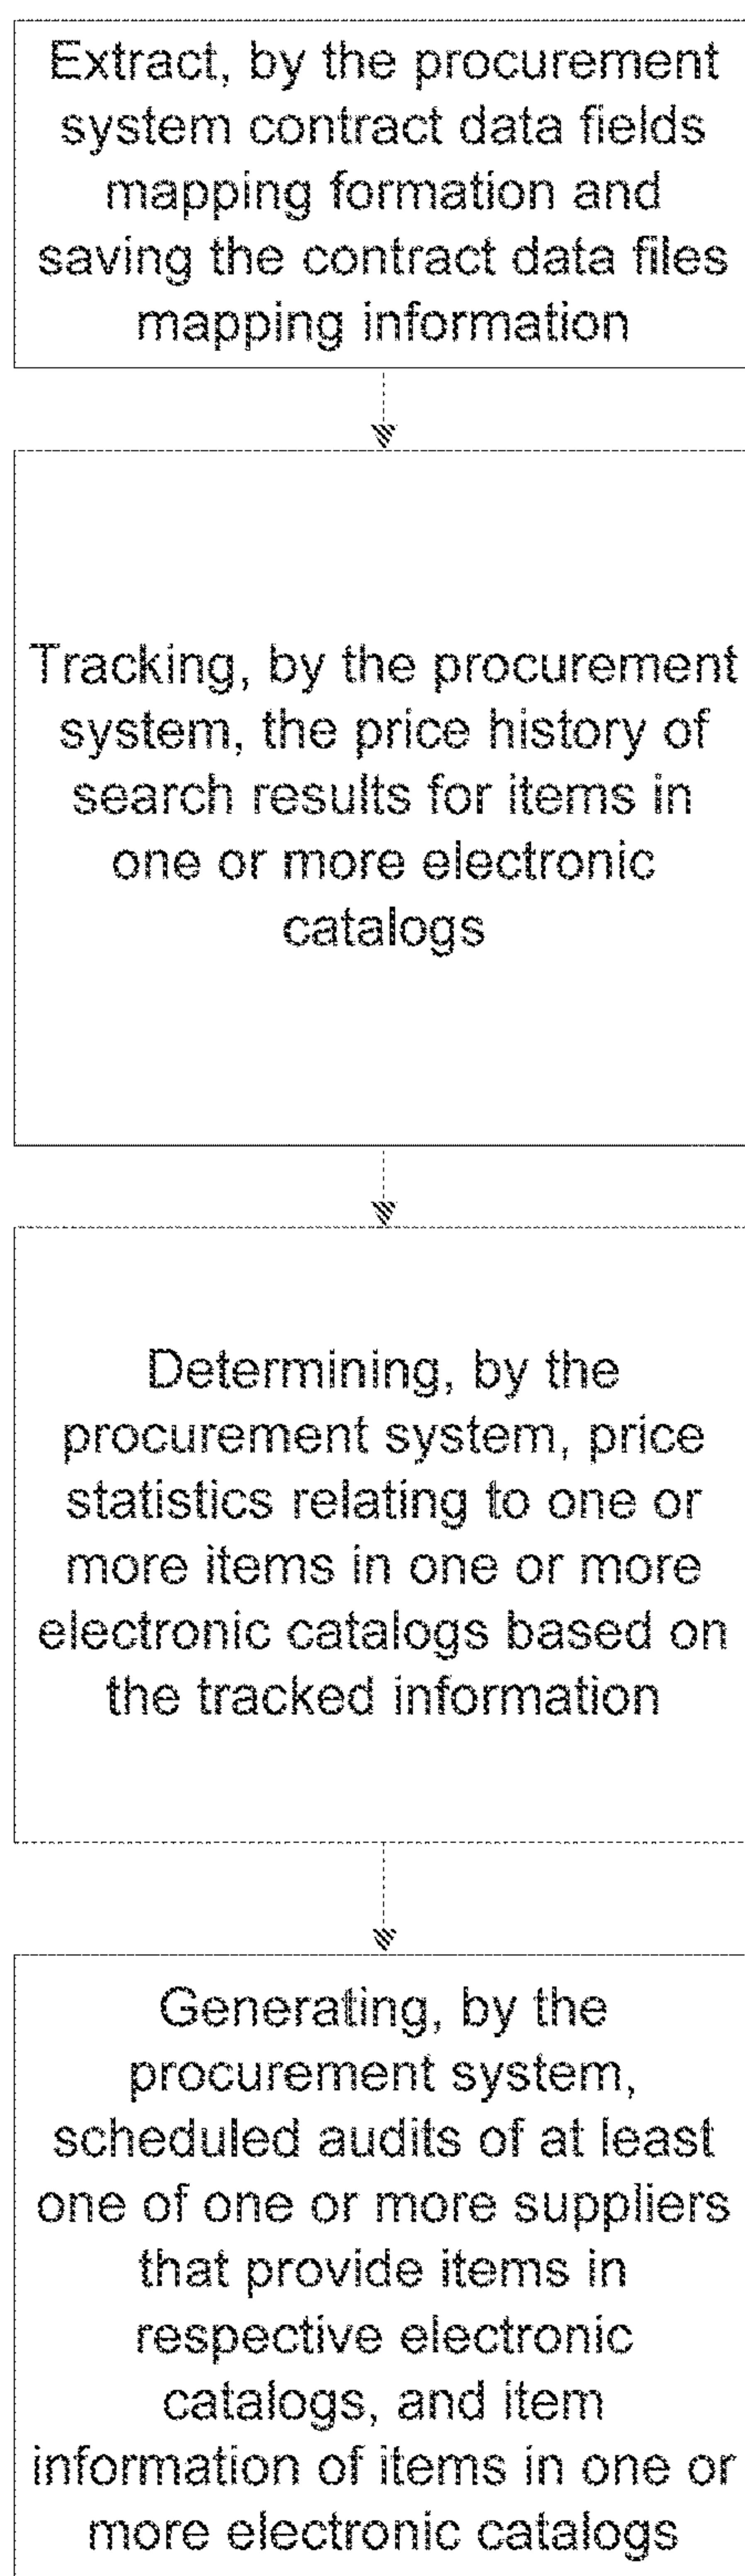 Extract, by the procurement
system contract data fields
mapping formation and
saving the contract data files
mapping information
Tracking, by the procurement
system, the price history of
search results for items in
one or more electronic
catalogs
Determining, by the
procurement system, price
statistics relating to one or
more items in one or more
electronic catalogs based on
the tracked information
Generating, by the
procurement system,
scheduled audits of at least
one of one or more suppliers
that provide items in
respective electronic
catalogs, and item
information of items in one or
more electronic catalogs